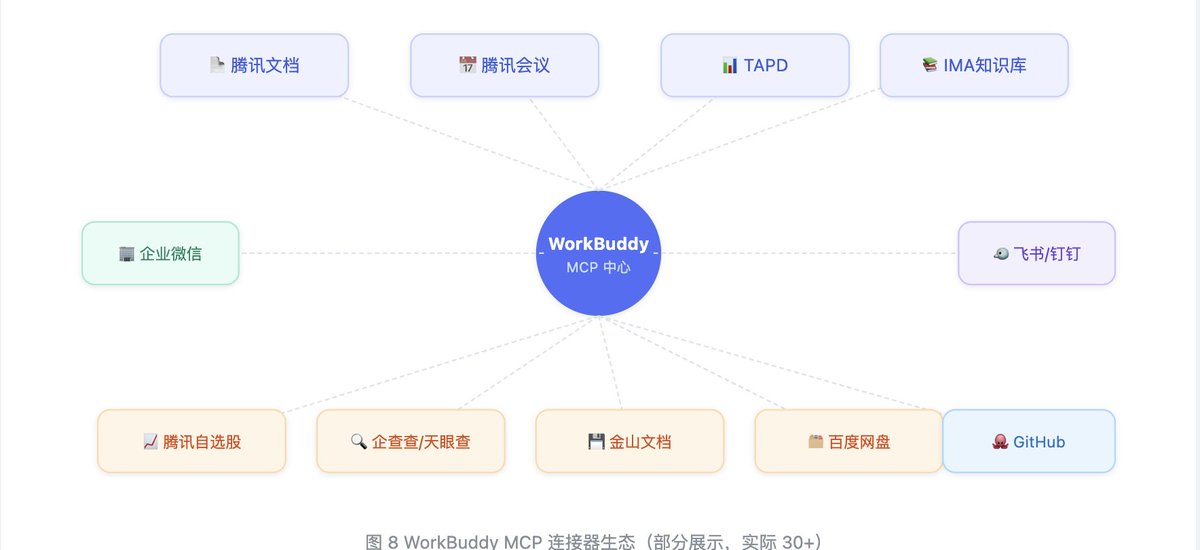 腾讯文档
腾讯会议
TAPD
IMA知识库
企业微信
WorkBuddy
MCP 中心
飞书/钉钉
腾讯自选股
企查查/天眼查
金山文档
百度网盘
GitHub
图 8 WorkBuddy MCP 连接器生态（部分展示，实际 30+）